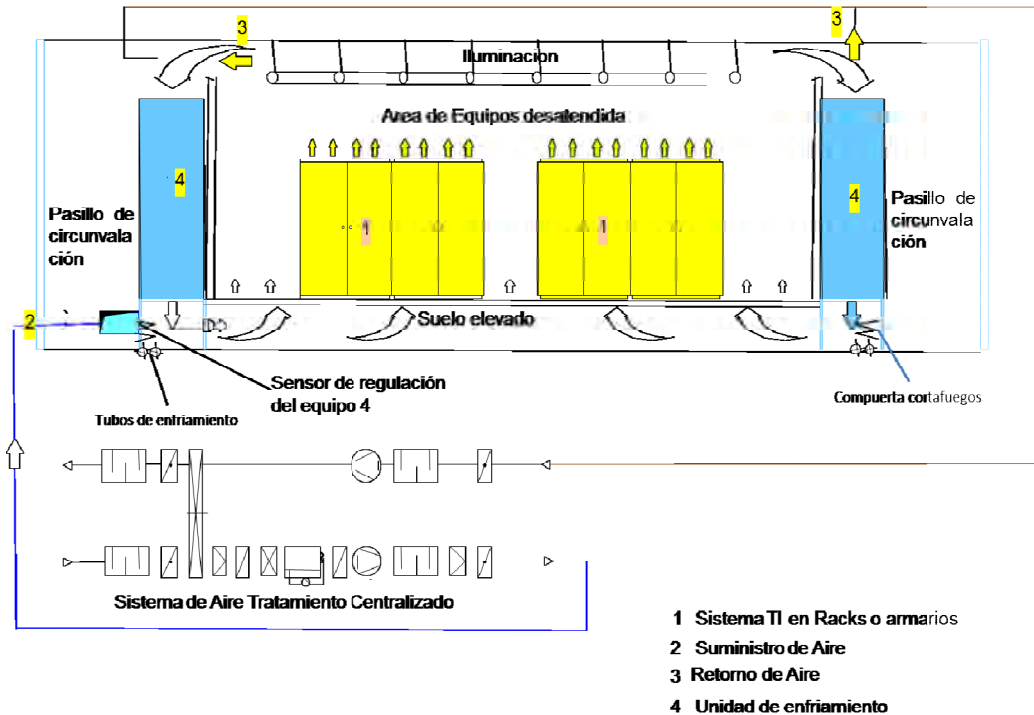 3
3
Iluminacion
Area de Equipos desatendida
4
4
Pasillo de
circunvala
ción
1
1
Pasillo de
circunvala
ción
2
Suelo elevado
Sensor de regulación
del equipo 4
Tubos de enfriamiento
Compuerta cortafuegos
Sistema de Aire Tratamiento Centralizado
1 Sistema TI en Racks o armarios
2 Suministro de Aire
3 Retorno de Aire
4 Unidad de enfriamiento